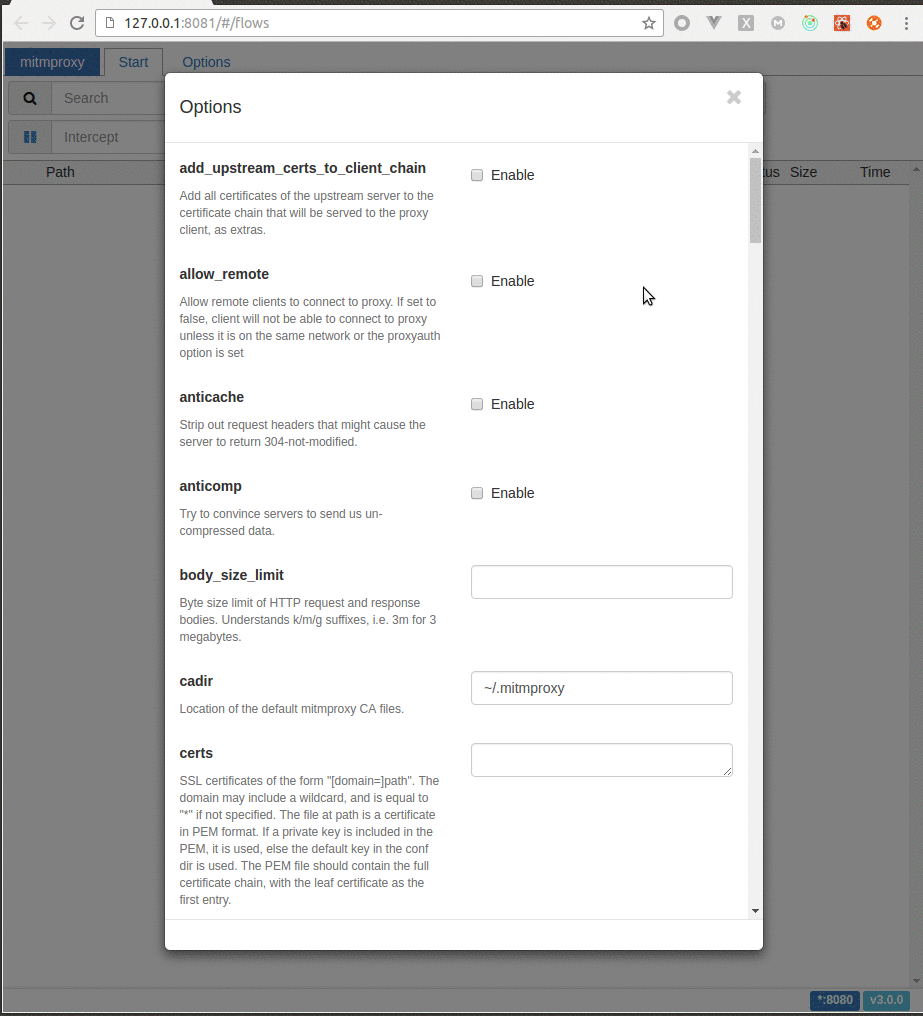 127.0.0.1:8081/#/flows
mitmproxy Start Options
Search
Intercept
Path tus Size Time
Options
add_upstream_certs_to_client_chain
Enable
Add all certificates of the upstream server to the
certificate chain that will be served to the proxy
client, as extras.
allow_remote
Enable
Allow remote clients to connect to proxy. If set to
false, client will not be able to connect to proxy
unless it is on the same network or the proxyauth
option is set
anticache
Enable
Strip out request headers that might cause the
server to return 304-not-modified.
anticomp
Enable
Try to convince servers to send us un-
compressed data.
body_size_limit
Byte size limit of HTTP request and response
bodies. Understands k/m/g suffixes, i.e. 3m for 3
megabytes.
cadir
~/.mitmproxy
Location of the default mitmproxy CA files.
certs
SSL certificates of the form "[domain=]path". The
domain may include a wildcard, and is equal to
"*" if not specified. The file at path is a certificate
in PEM format. If a private key is included in the
PEM, it is used, else the default key in the conf
dir is used. The PEM file should contain the full
certificate chain, with the leaf certificate as the
first entry.
*:8080 v3.0.0